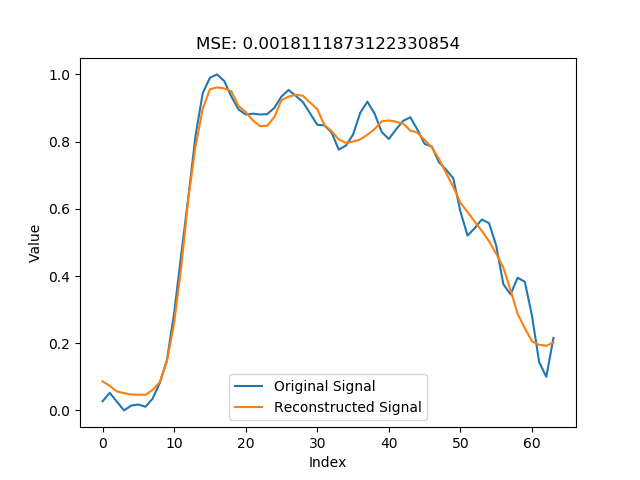 MSE: 0.0018111873122330854
1.0
0.8
0.6
0.4
0.2
0.0
Value
Original Signal
Reconstructed Signal
0 10 20 30 40 50 60
Index